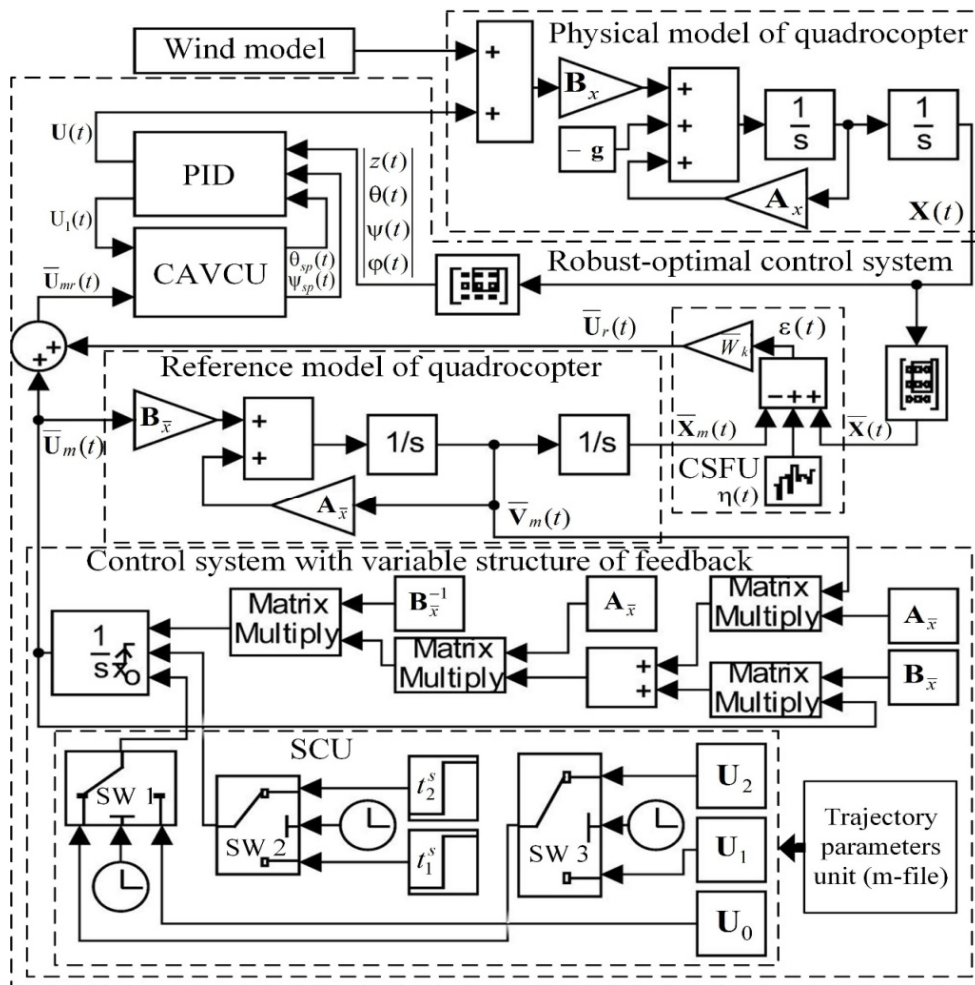 Wind model
Physical model of quadrocopter
+
+
B_x
+
+
+
− g
1/s
1/s
A_x
X(t)
U(t)
PID
U_1(t)
CAVCU
θ_sp(t)
ψ_sp(t)
z(t)
θ(t)
ψ(t)
φ(t)
Robust-optimal control system
Ū_mr(t)
Ū_r(t)
W̄_k
ε(t)
+
+
−++
Reference model of quadrocopter
B_x̄
+
+
1/s
1/s
Ū_m(t)
X̄_m(t)
X̄(t)
CSFU
η(t)
A_x̄
V̄_m(t)
Control system with variable structure of feedback
1/s x_o
Matrix
Multiply
B_x̄^-1
Matrix
Multiply
A_x̄
+
+
Matrix
Multiply
A_x̄
Matrix
Multiply
B_x̄
SCU
SW 1
SW 2
t_2^s
t_1^s
SW 3
U_2
U_1
U_0
Trajectory
parameters
unit (m-file)